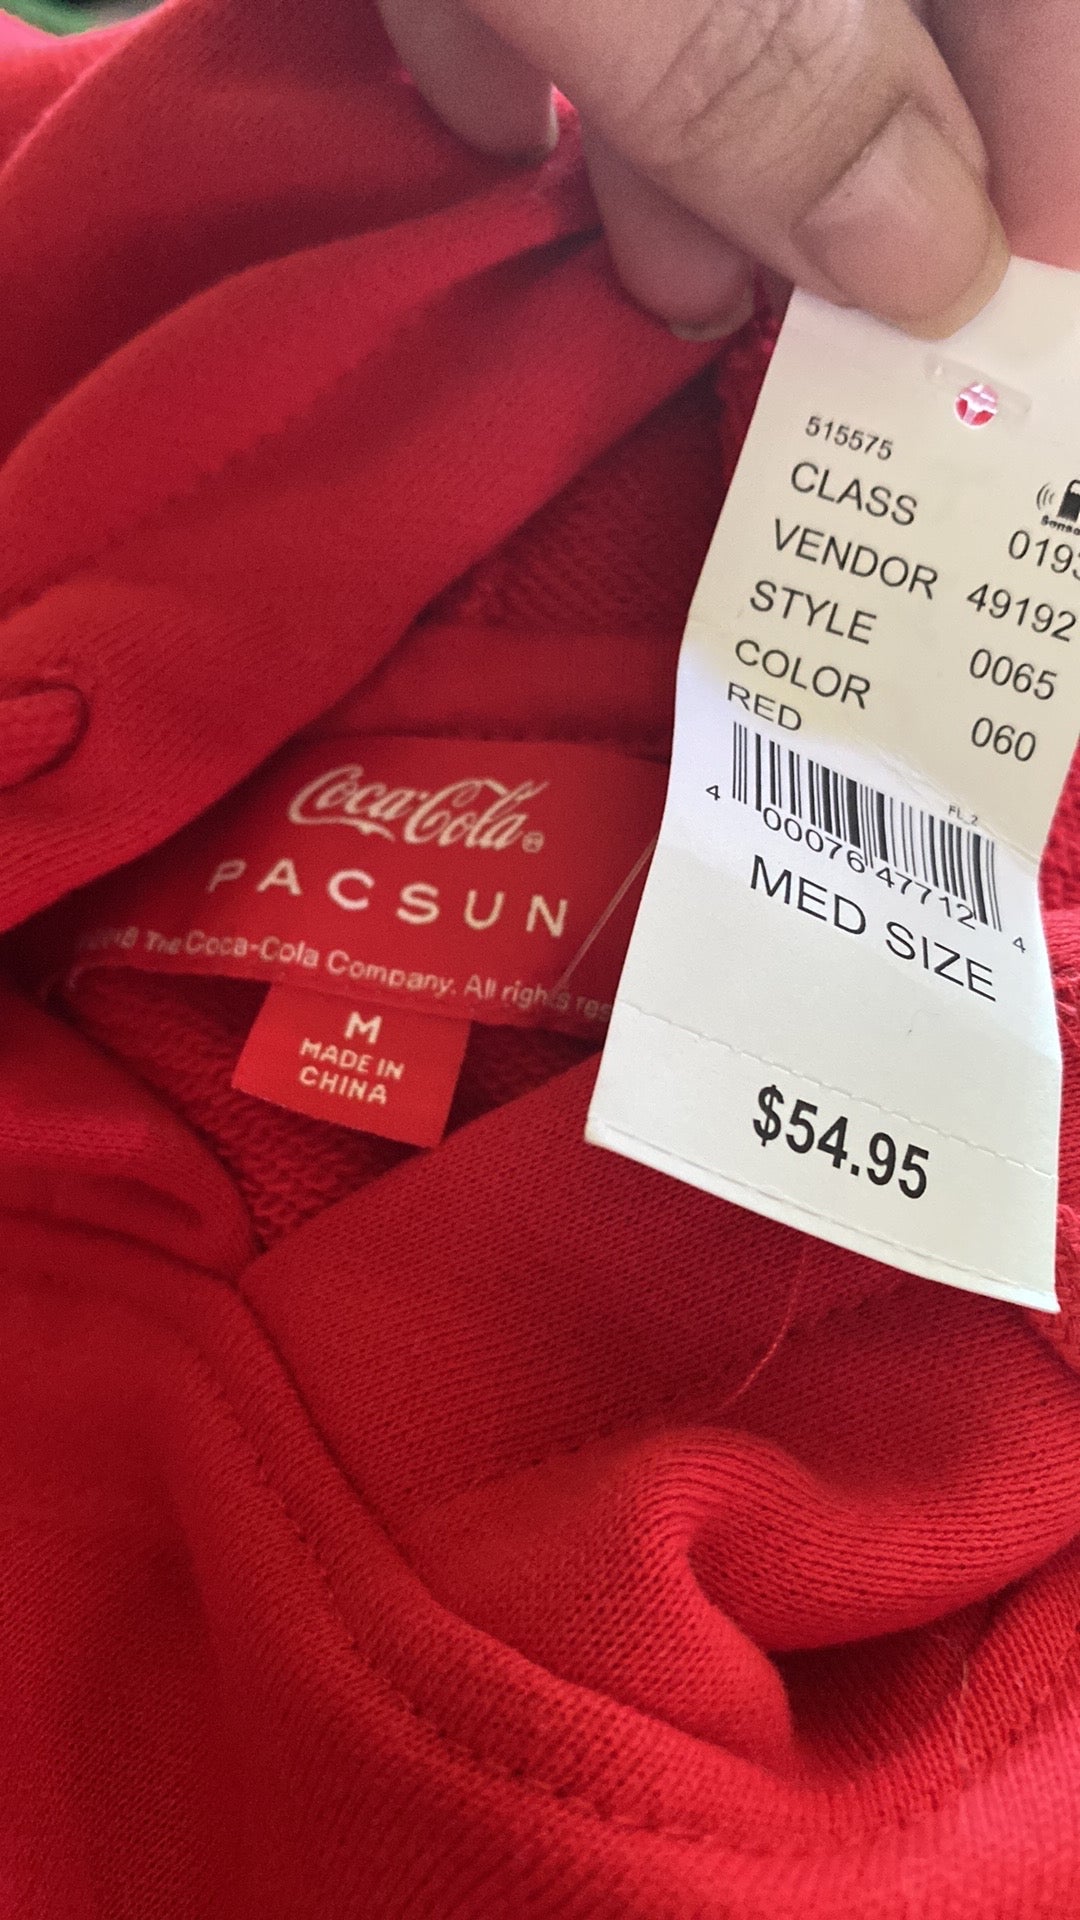 515575
CLASS
VENDOR 49192
STYLE 0065
COLOR 060
RED
FL_2
4 00076 47712 4
MED SIZE
$54.95
Coca-Cola®
PACSUN
The Coca-Cola Company. All rights
M
MADE IN
CHINA